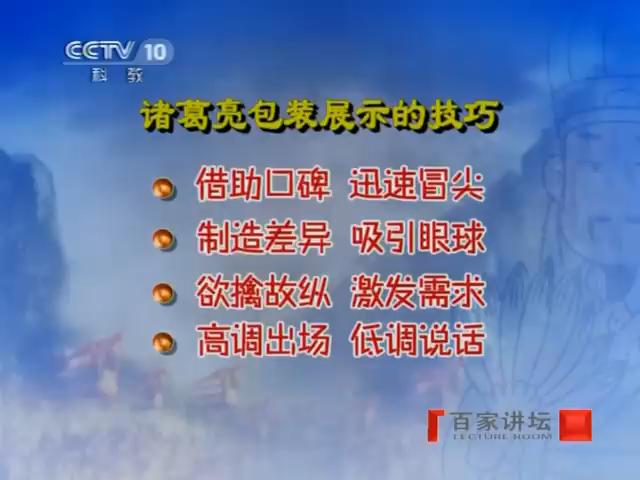 CCTV 10
科 教
诸葛亮包装展示的技巧
借助口碑 迅速冒尖
制造差异 吸引眼球
欲擒故纵 激发需求
高调出场 低调说话
百家讲坛
LECTURE ROOM